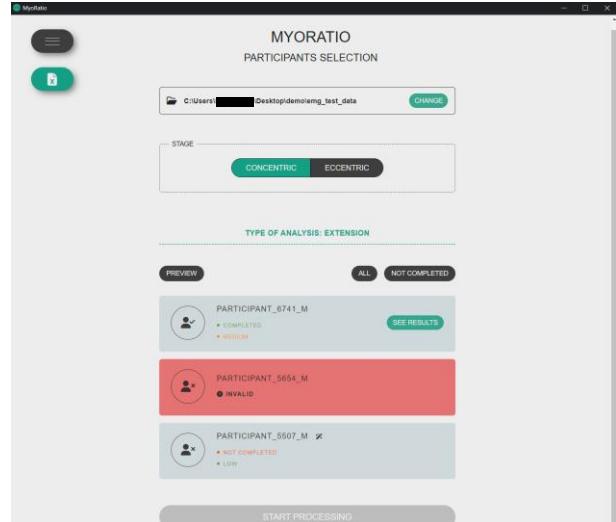 MyoRatio
MYORATIO
PARTICIPANTS SELECTION
C:\Users\ \Desktop\demo\emg_test_data
CHANGE
STAGE
CONCENTRIC ECCENTRIC
TYPE OF ANALYSIS: EXTENSION
PREVIEW ALL NOT COMPLETED
PARTICIPANT_6741_M
COMPLETED
MEDIUM
SEE RESULTS
PARTICIPANT_5654_M
INVALID
PARTICIPANT_5507_M
NOT COMPLETED
LOW
START PROCESSING